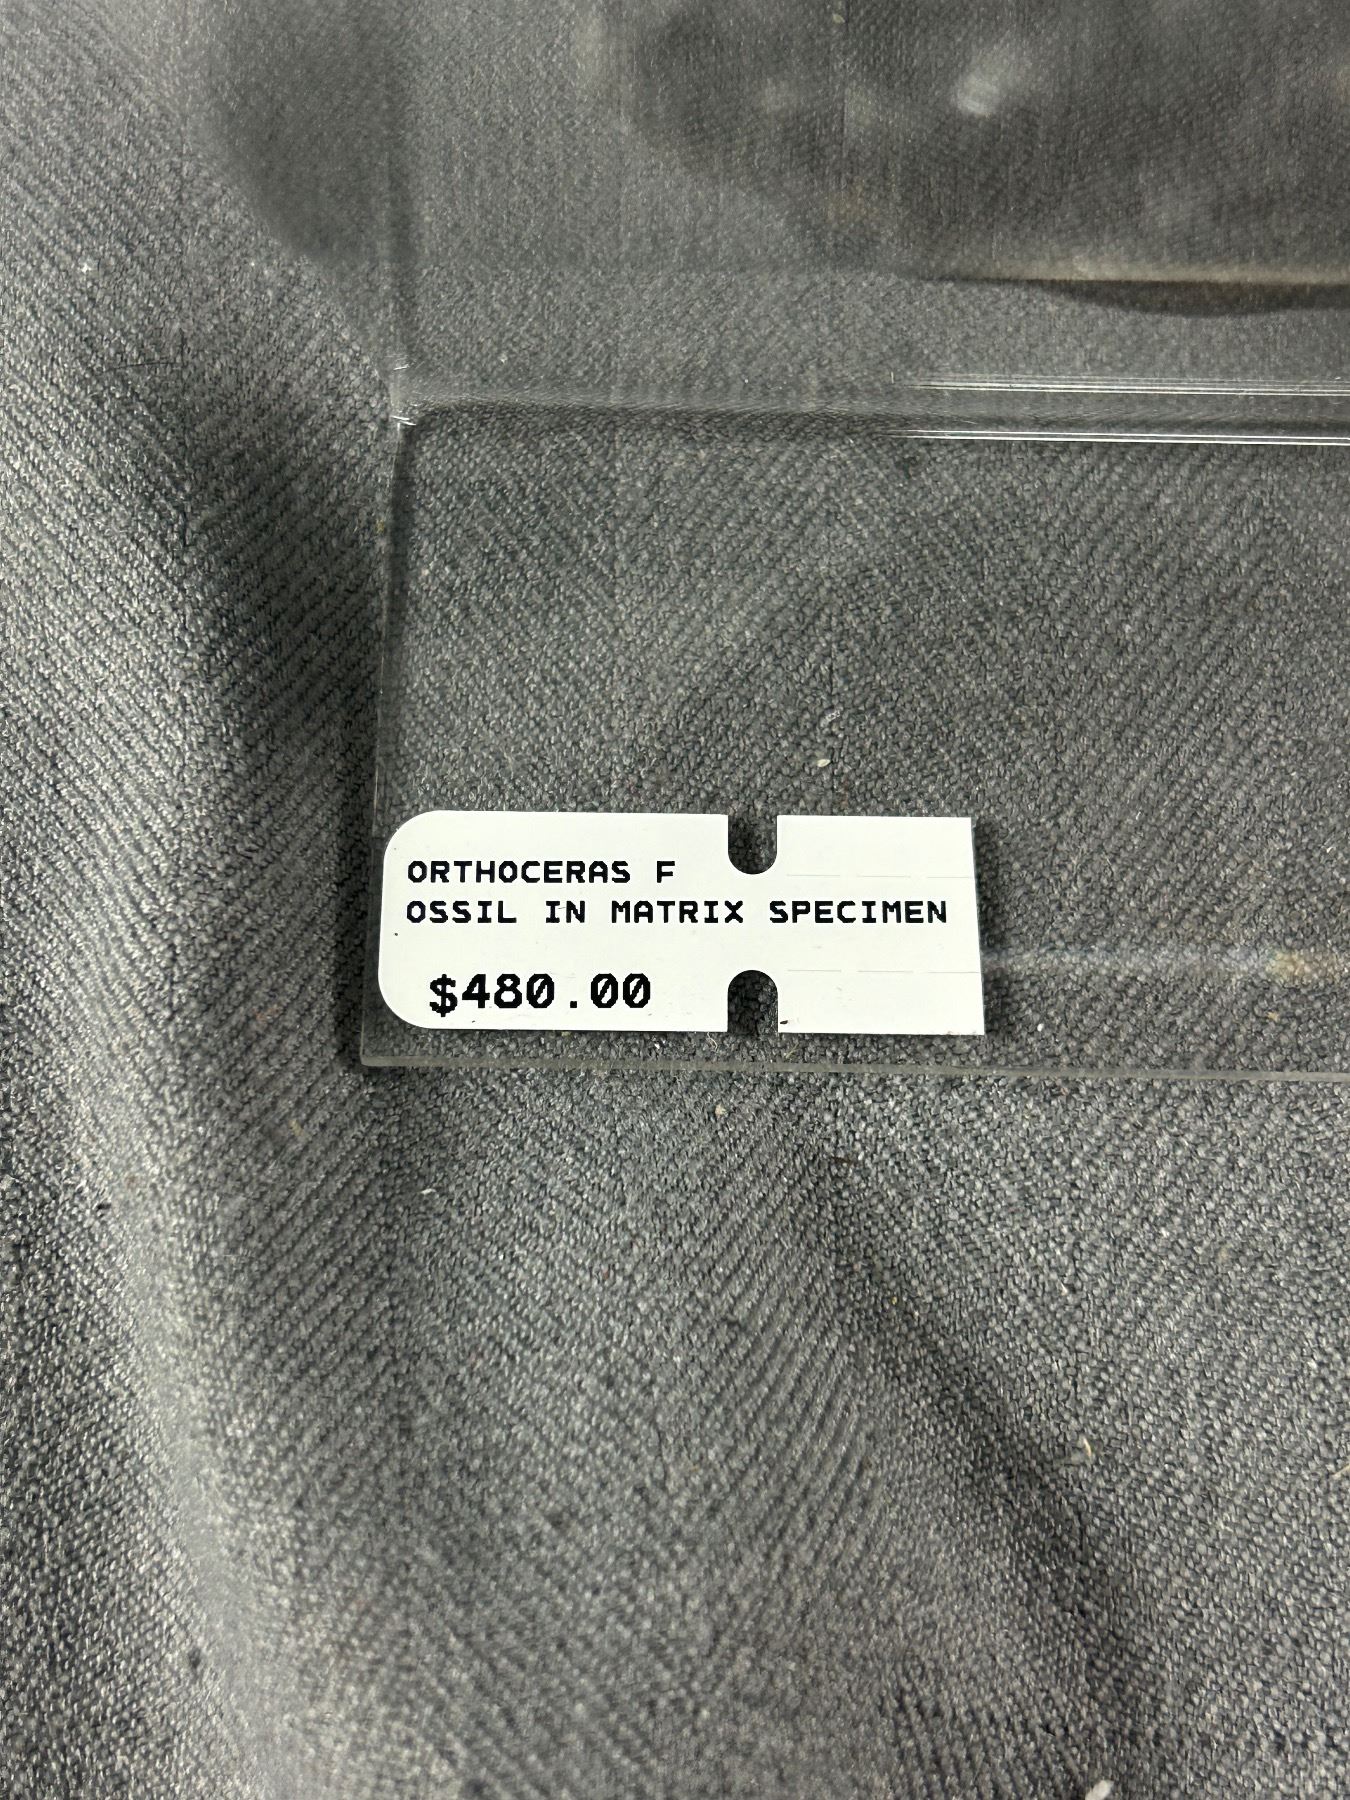 ORTHOCERAS F
OSSIL IN MATRIX SPECIMEN
$480.00